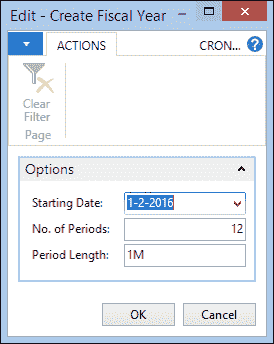 Edit - Create Fiscal Year
ACTIONS
CRON...
Clear
Filter
Page
Options
Starting Date: 1-2-2016
No. of Periods: 12
Period Length: 1M
OK Cancel